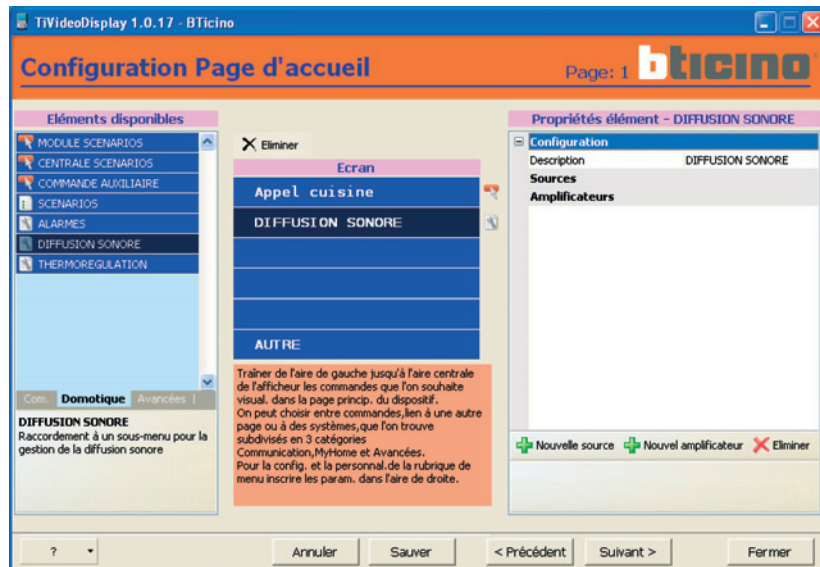 TiVideoDisplay 1.0.17 - BTicino
Configuration Page d'accueil
Page: 1
bticino
Eléments disponibles
MODULE SCENARIOS
CENTRALE SCENARIOS
COMMANDE AUXILIAIRE
SCENARIOS
ALARMES
DIFFUSION SONORE
THERMOREGULATION
Com. Domotique Avancées
DIFFUSION SONORE
Raccordement à un sous-menu pour la
gestion de la diffusion sonore
Eliminer
Ecran
Appel cuisine
DIFFUSION SONORE
AUTRE
Traîner de l'aire de gauche jusqu'à l'aire centrale
de l'afficheur les commandes que l'on souhaite
visual. dans la page princip. du dispositif.
On peut choisir entre commandes,lien à une autre
page ou à des systèmes,que l'on trouve
subdivisés en 3 catégories
Communication,MyHome et Avancées.
Pour la config. et la personnal.de la rubrique de
menu inscrire les param. dans l'aire de droite.
Propriétés élément - DIFFUSION SONORE
Configuration
Description DIFFUSION SONORE
Sources
Amplificateurs
Nouvelle source Nouvel amplificateur Eliminer
? Annuler Sauver < Précédent Suivant > Fermer